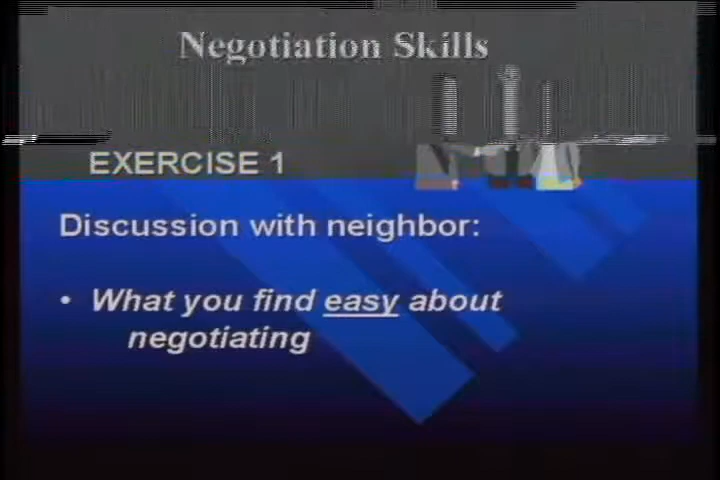 Negotiation Skills
EXERCISE 1
Discussion with neighbor:
• What you find easy about
negotiating